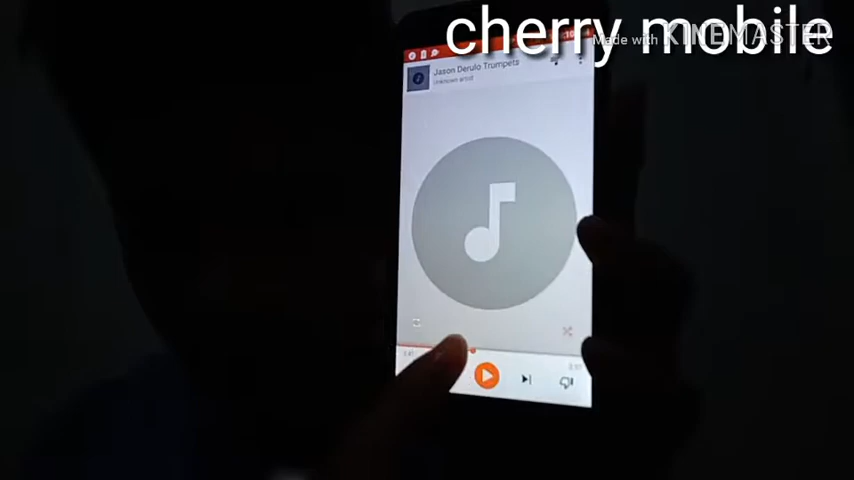 cherry mobile
Made with KINEMASTER
Jason Derulo Trumpets
Unknown artist